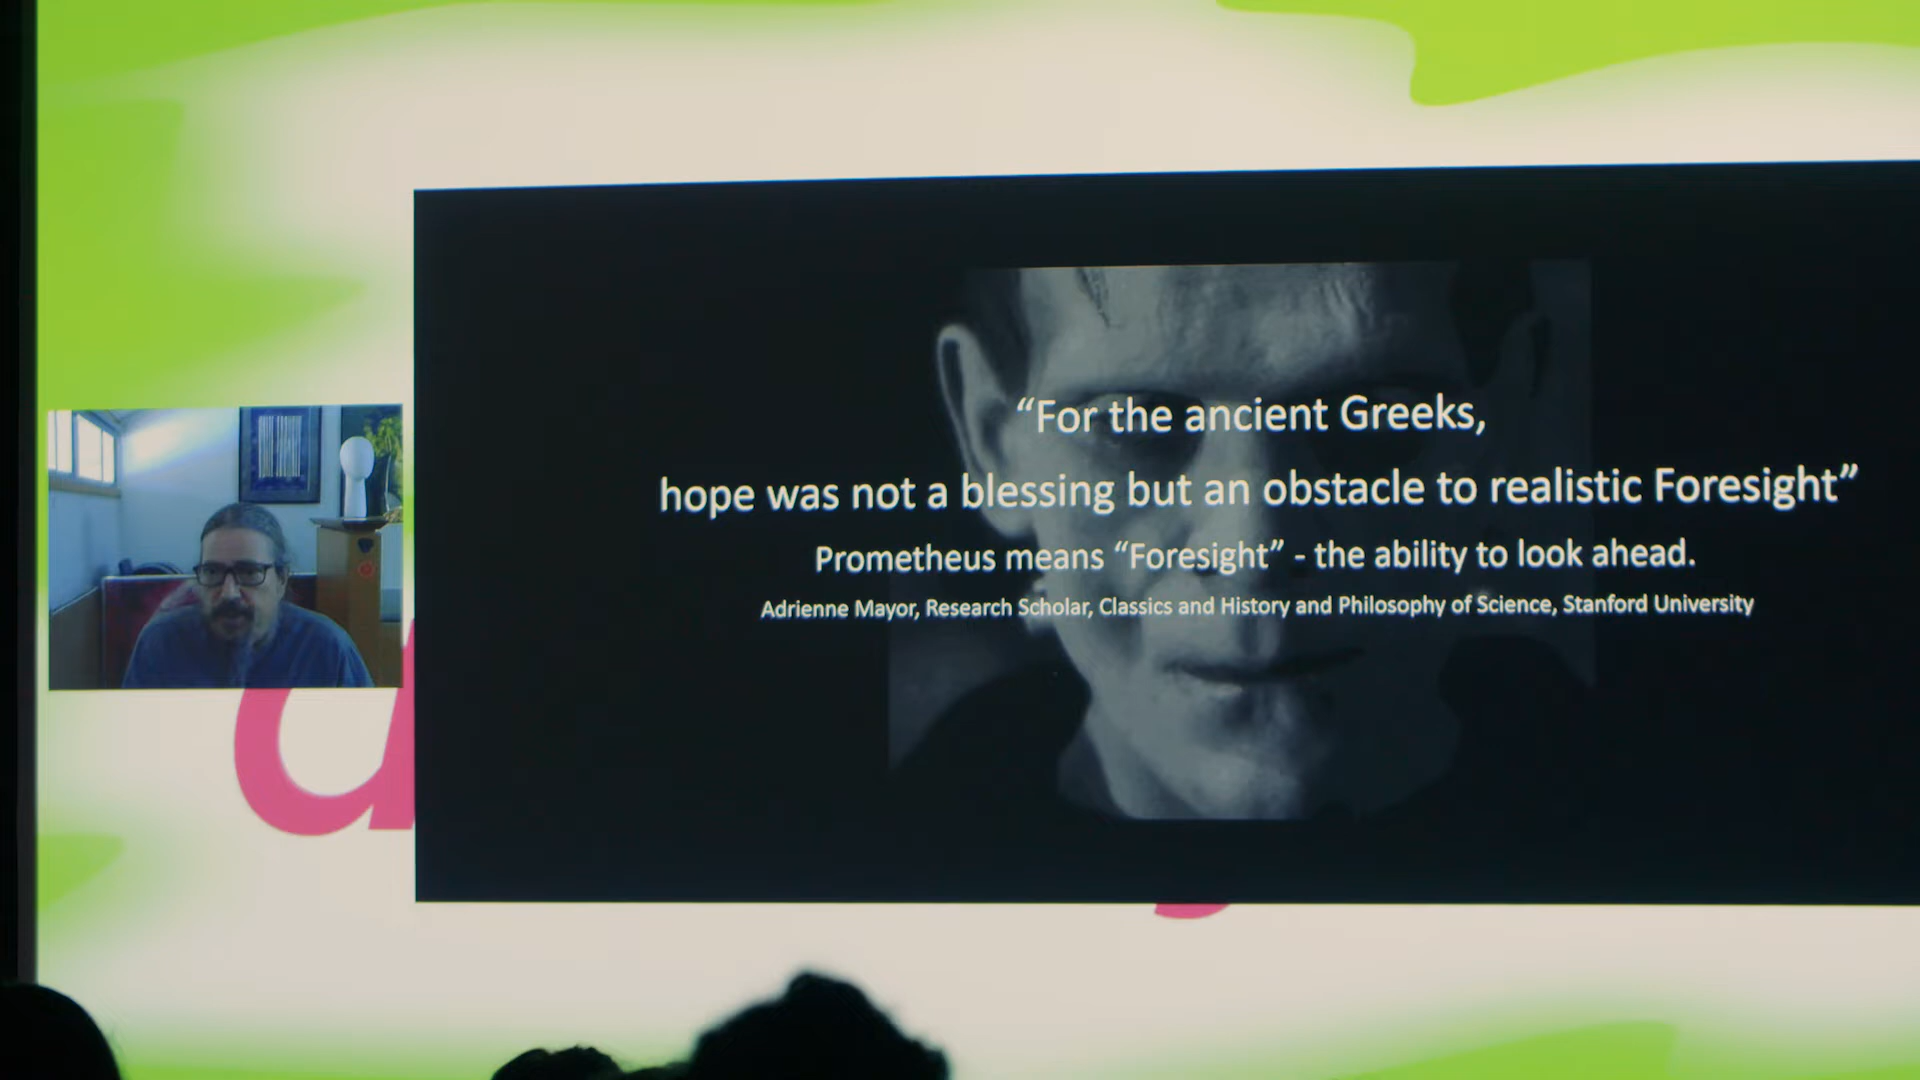 “For the ancient Greeks,
hope was not a blessing but an obstacle to realistic Foresight”
Prometheus means “Foresight” - the ability to look ahead.
Adrienne Mayor, Research Scholar, Classics and History and Philosophy of Science, Stanford University